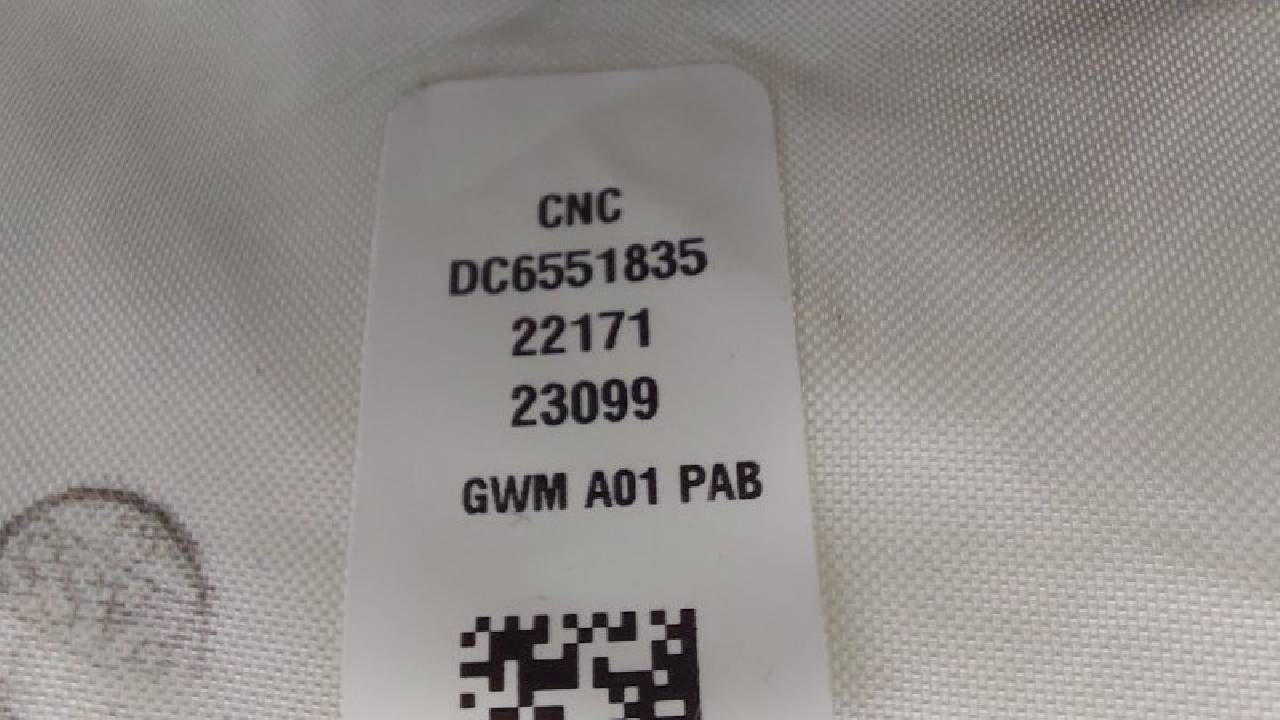 CNC
DC6551835
22171
23099
GWM A01 PAB